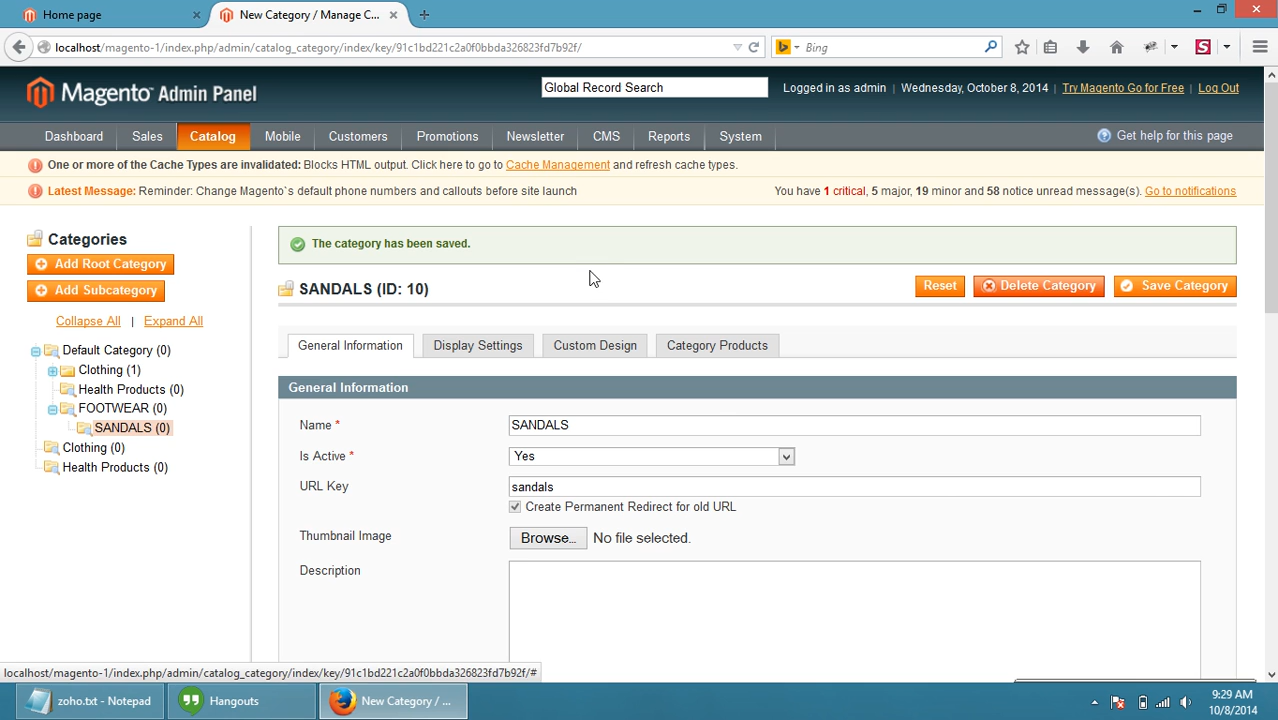 Home page
New Category / Manage C...
localhost/magento-1/index.php/admin/catalog_category/index/key/91c1bd221c2a0f0bbda326823fd7b92f/
Bing
Magento Admin Panel
Global Record Search
Logged in as admin | Wednesday, October 8, 2014 | Try Magento Go for Free | Log Out
Dashboard Sales Catalog Mobile Customers Promotions Newsletter CMS Reports System
Get help for this page
One or more of the Cache Types are invalidated: Blocks HTML output. Click here to go to Cache Management and refresh cache types.
Latest Message: Reminder: Change Magento`s default phone numbers and callouts before site launch
You have 1 critical, 5 major, 19 minor and 58 notice unread message(s). Go to notifications
Categories
Add Root Category
Add Subcategory
Collapse All | Expand All
Default Category (0)
Clothing (1)
Health Products (0)
FOOTWEAR (0)
SANDALS (0)
Clothing (0)
Health Products (0)
The category has been saved.
SANDALS (ID: 10)
Reset Delete Category Save Category
General Information Display Settings Custom Design Category Products
General Information
Name * SANDALS
Is Active * Yes
URL Key sandals
Create Permanent Redirect for old URL
Thumbnail Image Browse... No file selected.
Description
localhost/magento-1/index.php/admin/catalog_category/index/key/91c1bd221c2a0f0bbda326823fd7b92f/#
zoho.txt - Notepad
Hangouts
New Category / ...
9:29 AM
10/8/2014